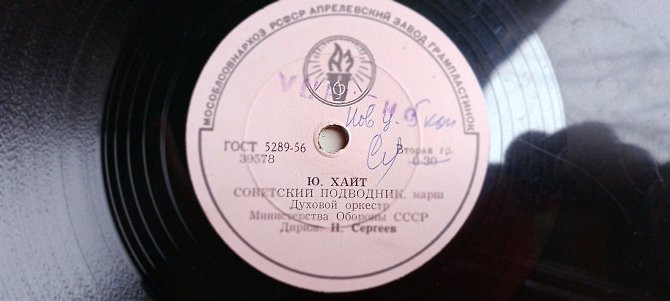 МОСОБЛСОВНАРХОЗ РСФСР АПРЕЛЕВСКИЙ ЗАВОД ГРАМПЛАСТИНОК
АЗ
ГОСТ 5289-56
30578
Вторая гр.
0-30
Ю. ХАЙТ
СОВЕТСКИЙ ПОДВОДНИК, марш
Духовой оркестр
Министерства Обороны СССР
Дириж. Н. Сергеев